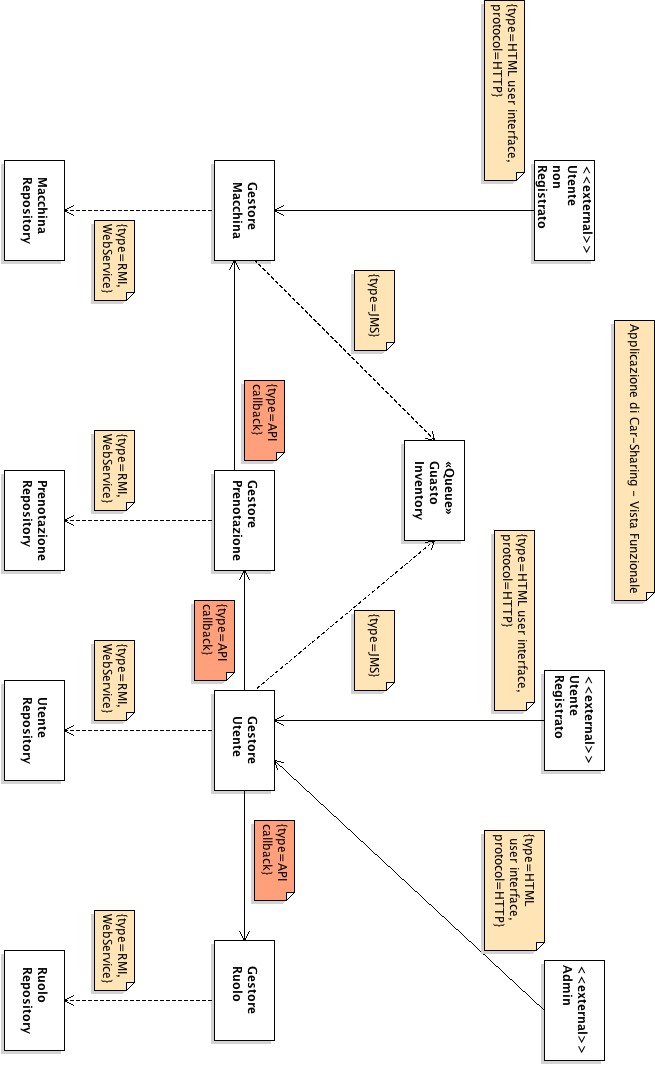 Applicazione di Car-Sharing - Vista Funzionale
<<external>>
Utente
non
Registrato
<<external>>
Utente
Registrato
<<external>>
Admin
{type=HTML user interface,
protocol=HTTP}
{type=HTML user interface,
protocol=HTTP}
{type=HTML
user interface,
protocol=HTTP}
«Queue»
Guasto
Inventory
{type=JMS}
{type=JMS}
{type=API
callback}
{type=API
callback}
{type=API
callback}
Gestore
Macchina
Gestore
Prenotazione
Gestore
Utente
Gestore
Ruolo
{type=RMI,
WebService}
{type=RMI,
WebService}
{type=RMI,
WebService}
{type=RMI,
WebService}
Macchina
Repository
Prenotazione
Repository
Utente
Repository
Ruolo
Repository